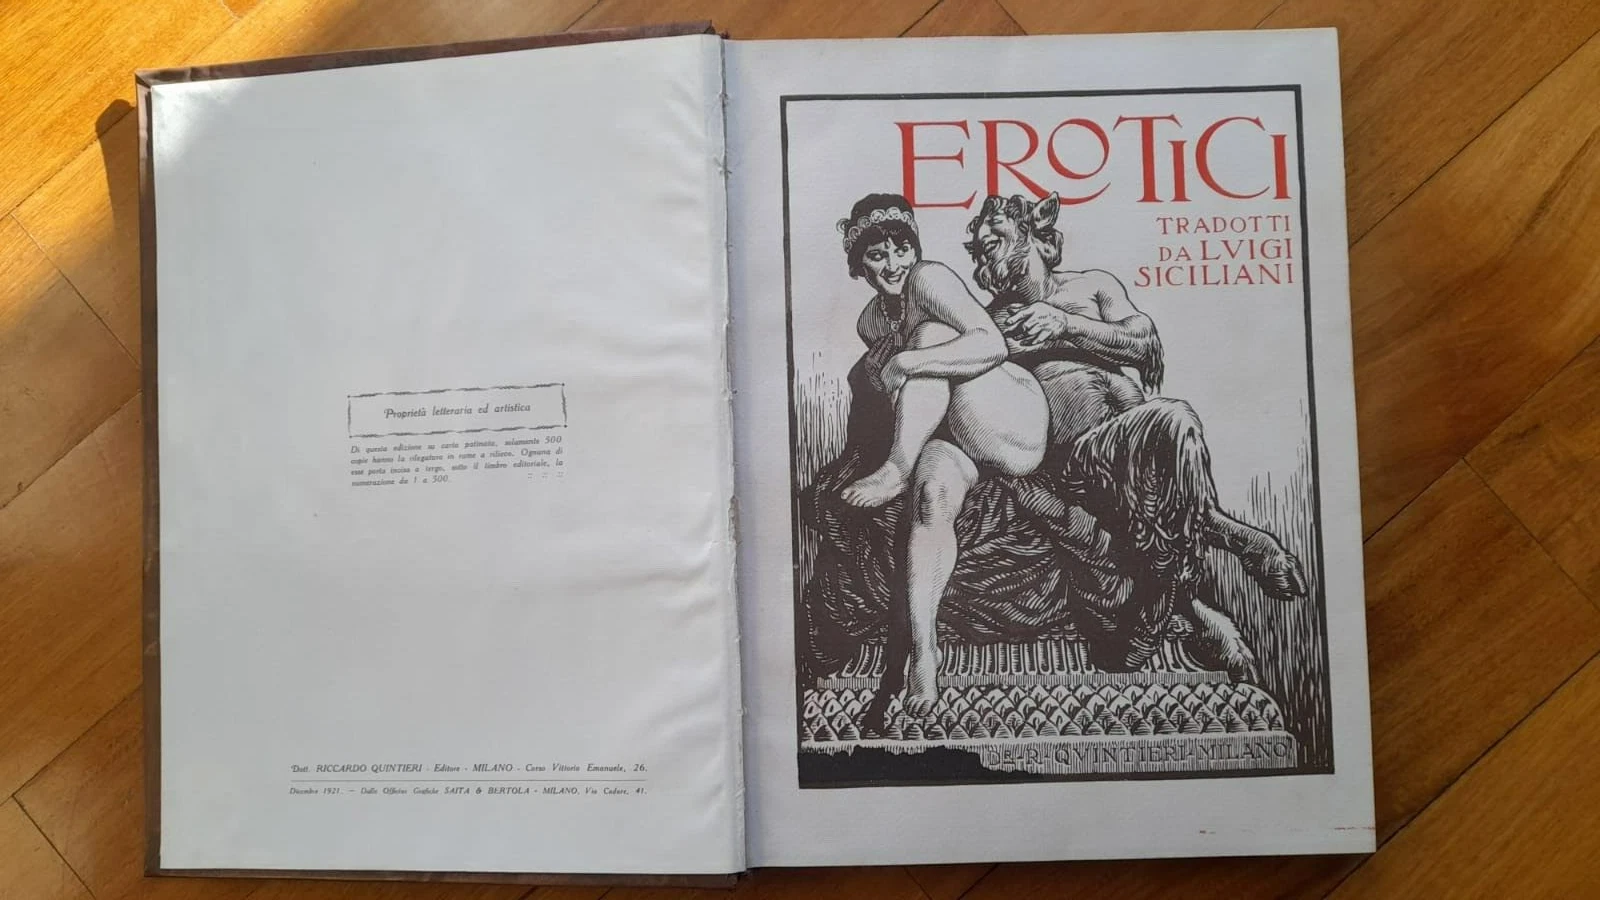 Proprietà letteraria ed artistica
Di questa edizione su carta patinata, solamente 500
copie hanno la rilegatura in rame a rilievo. Ognuna di
esse porta incisa a tergo, sotto il timbro editoriale, la
numerazione da 1 a 500. :: :: ::
Dott. RICCARDO QUINTIERI - Editore - MILANO - Corso Vittorio Emanuele, 26.
Dicembre 1921. — Dalle Officine Grafiche SAITA & BERTOLA - MILANO, Via Cadore, 41.
EROTICI
TRADOTTI
DA LVIGI
SICILIANI
Dr-R-QVINTIERI-MILANO